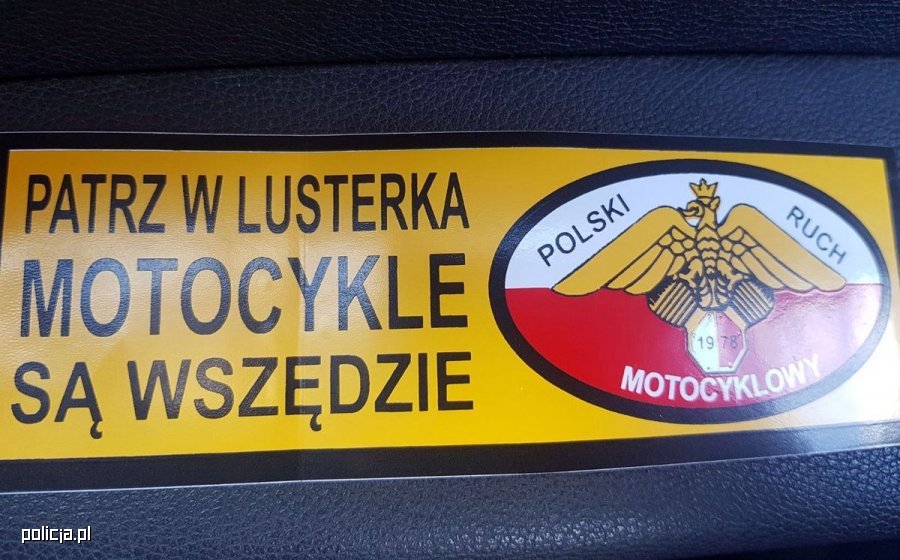 PATRZ W LUSTERKA
MOTOCYKLE
SĄ WSZĘDZIE
POLSKI RUCH
1978
MOTOCYKLOWY
policja.pl